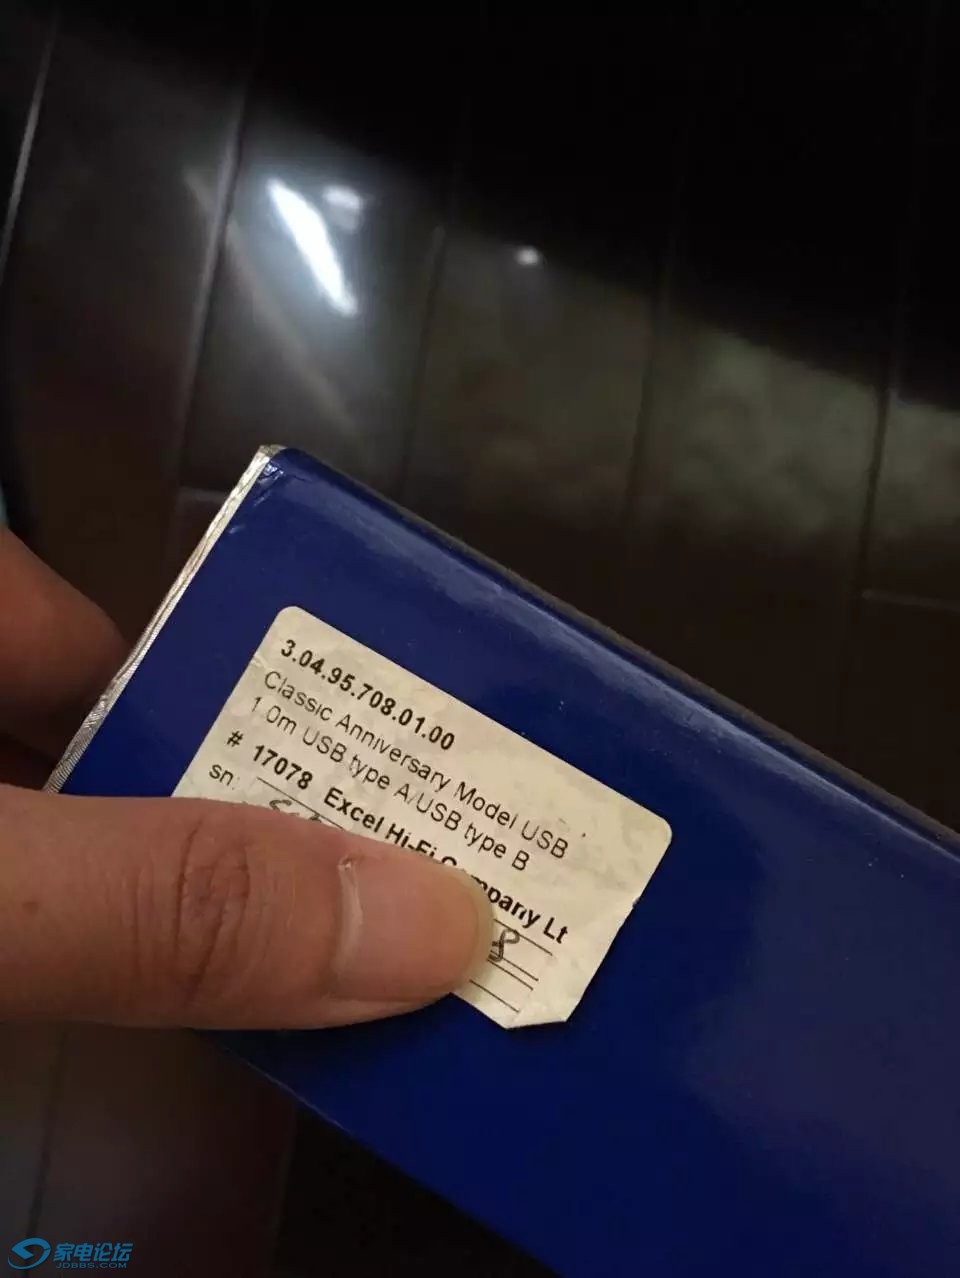 3.04.95.708.01.00
Classic Anniversary Model USB
1.0m USB type A/USB type B
# 17078 Excel Hi-Fi Company Lt
sn:
8
家电论坛
JDBBS.COM